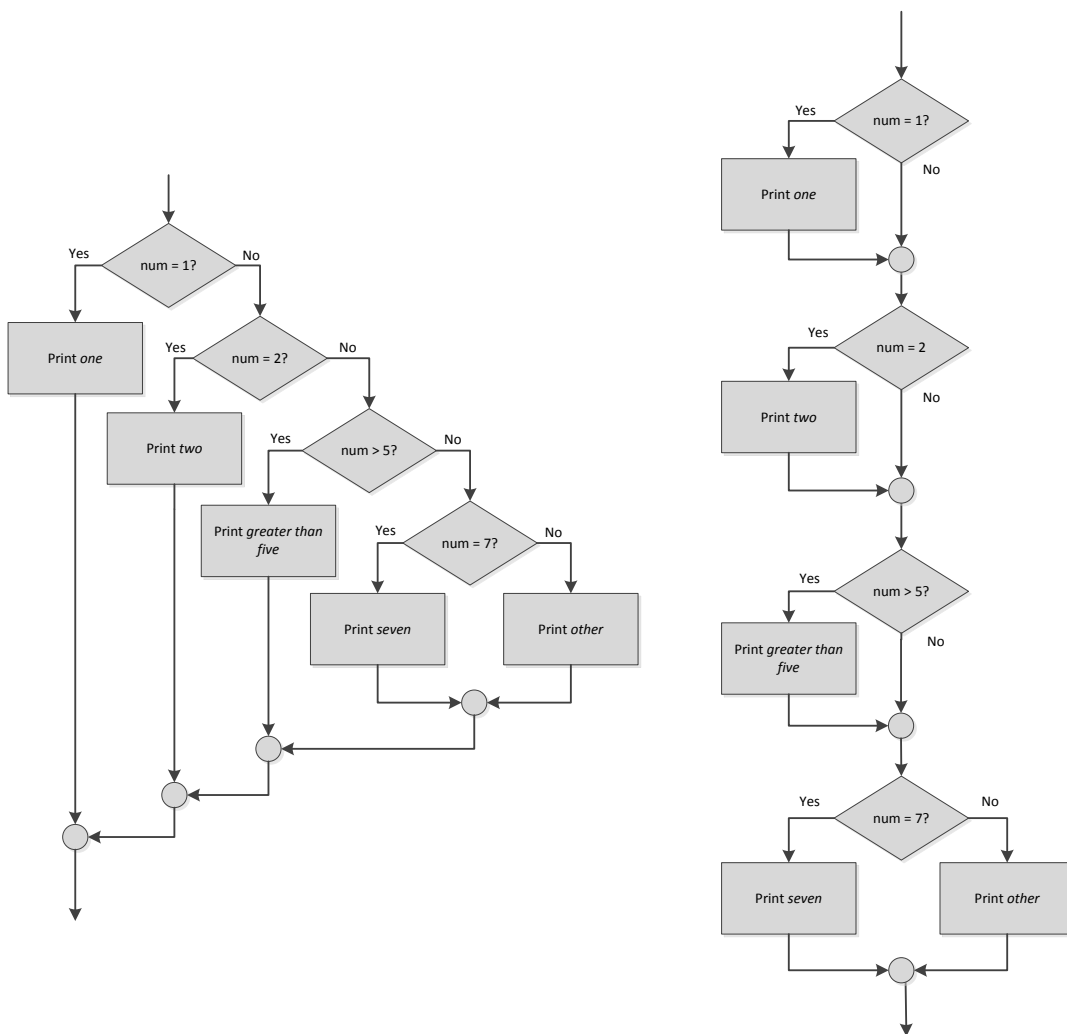 Yes
num = 1?
No
Print one
Yes
num = 2?
No
Print two
Yes
num > 5?
No
Print greater than
five
Yes
num = 7?
No
Print seven
Print other
Yes
num = 1?
No
Print one
Yes
num = 2
No
Print two
Yes
num > 5?
No
Print greater than
five
Yes
num = 7?
No
Print seven
Print other